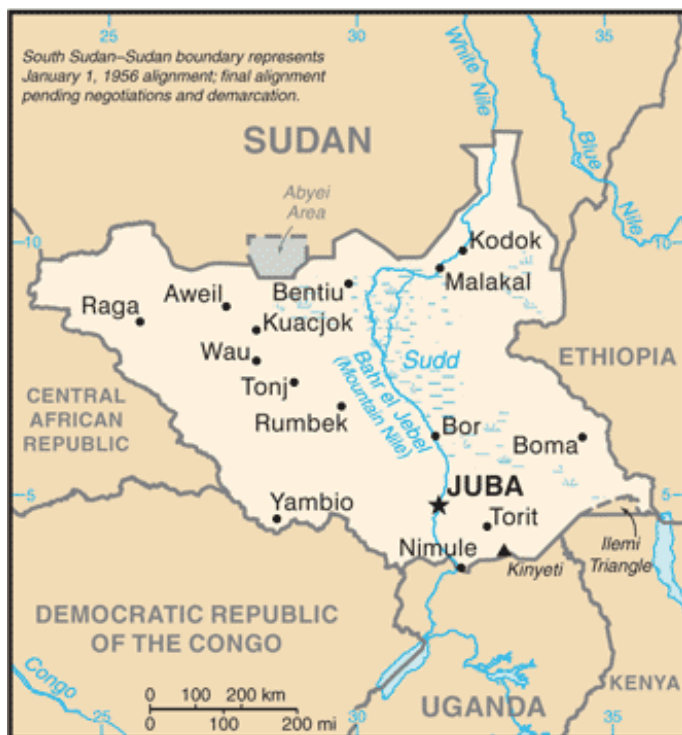 25
30
35
South Sudan–Sudan boundary represents
January 1, 1956 alignment; final alignment
pending negotiations and demarcation.
White Nile
Blue
Nile
SUDAN
Abyei
Area
10
10
Kodok
Malakal
Bentiu
Aweil
Raga
Kuacjok
Wau
Tonj
Rumbek
Sudd
Bahr el Jebel
(Mountain Nile)
ETHIOPIA
CENTRAL
AFRICAN
REPUBLIC
Bor
Boma
5
5
JUBA
Yambio
Torit
Nimule
Kinyeti
Ilemi
Triangle
DEMOCRATIC REPUBLIC
OF THE CONGO
Congo
UGANDA
KENYA
0 100 200 km
0 100 200 mi
25
30
35